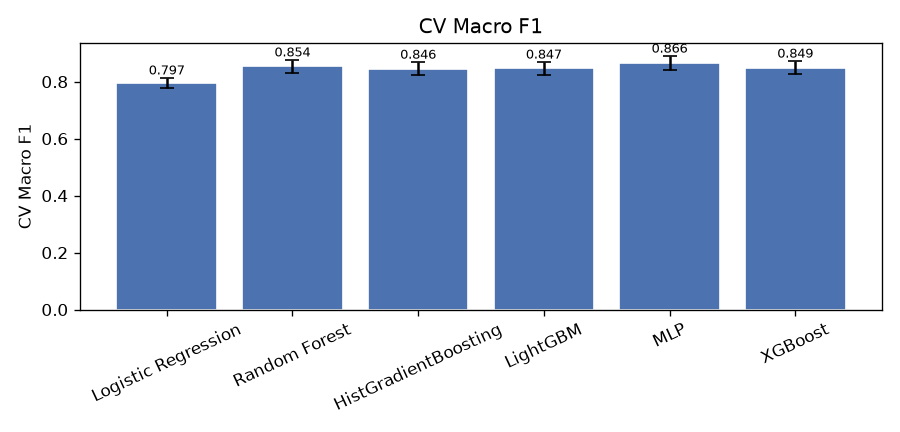 CV Macro F1
0.797
0.854
0.846
0.847
0.866
0.849
CV Macro F1
0.8
0.6
0.4
0.2
0.0
Logistic Regression
Random Forest
HistGradientBoosting
LightGBM
MLP
XGBoost